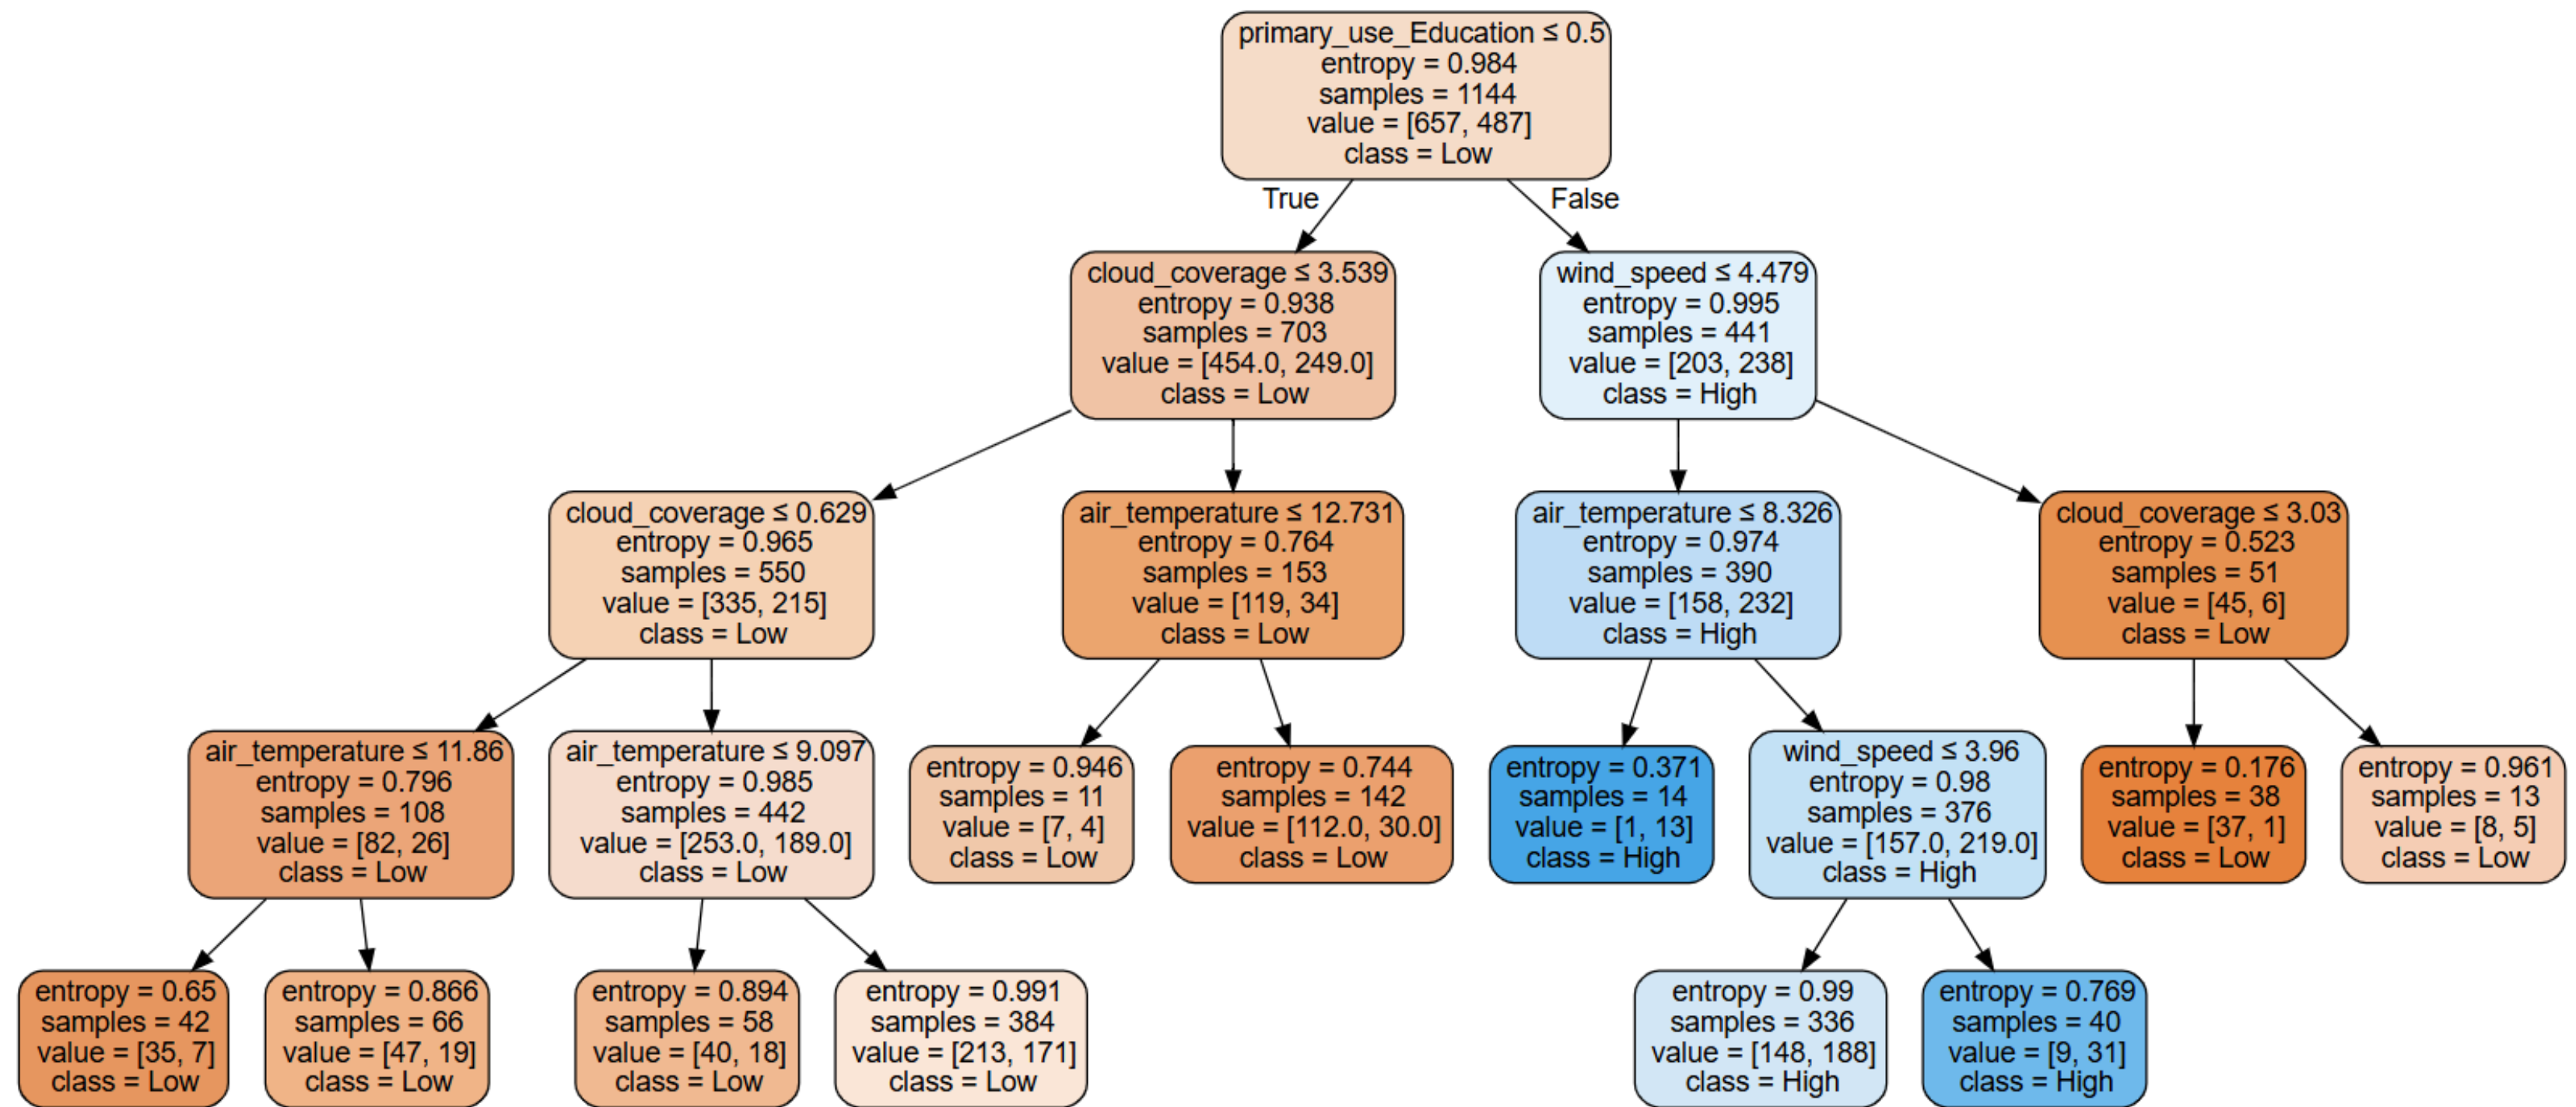 primary_use_Education ≤ 0.5
entropy = 0.984
samples = 1144
value = [657, 487]
class = Low
True
False
cloud_coverage ≤ 3.539
entropy = 0.938
samples = 703
value = [454.0, 249.0]
class = Low
wind_speed ≤ 4.479
entropy = 0.995
samples = 441
value = [203, 238]
class = High
cloud_coverage ≤ 0.629
entropy = 0.965
samples = 550
value = [335, 215]
class = Low
air_temperature ≤ 12.731
entropy = 0.764
samples = 153
value = [119, 34]
class = Low
air_temperature ≤ 8.326
entropy = 0.974
samples = 390
value = [158, 232]
class = High
cloud_coverage ≤ 3.03
entropy = 0.523
samples = 51
value = [45, 6]
class = Low
air_temperature ≤ 11.86
entropy = 0.796
samples = 108
value = [82, 26]
class = Low
air_temperature ≤ 9.097
entropy = 0.985
samples = 442
value = [253.0, 189.0]
class = Low
entropy = 0.946
samples = 11
value = [7, 4]
class = Low
entropy = 0.744
samples = 142
value = [112.0, 30.0]
class = Low
entropy = 0.371
samples = 14
value = [1, 13]
class = High
wind_speed ≤ 3.96
entropy = 0.98
samples = 376
value = [157.0, 219.0]
class = High
entropy = 0.176
samples = 38
value = [37, 1]
class = Low
entropy = 0.961
samples = 13
value = [8, 5]
class = Low
entropy = 0.65
samples = 42
value = [35, 7]
class = Low
entropy = 0.866
samples = 66
value = [47, 19]
class = Low
entropy = 0.894
samples = 58
value = [40, 18]
class = Low
entropy = 0.991
samples = 384
value = [213, 171]
class = Low
entropy = 0.99
samples = 336
value = [148, 188]
class = High
entropy = 0.769
samples = 40
value = [9, 31]
class = High